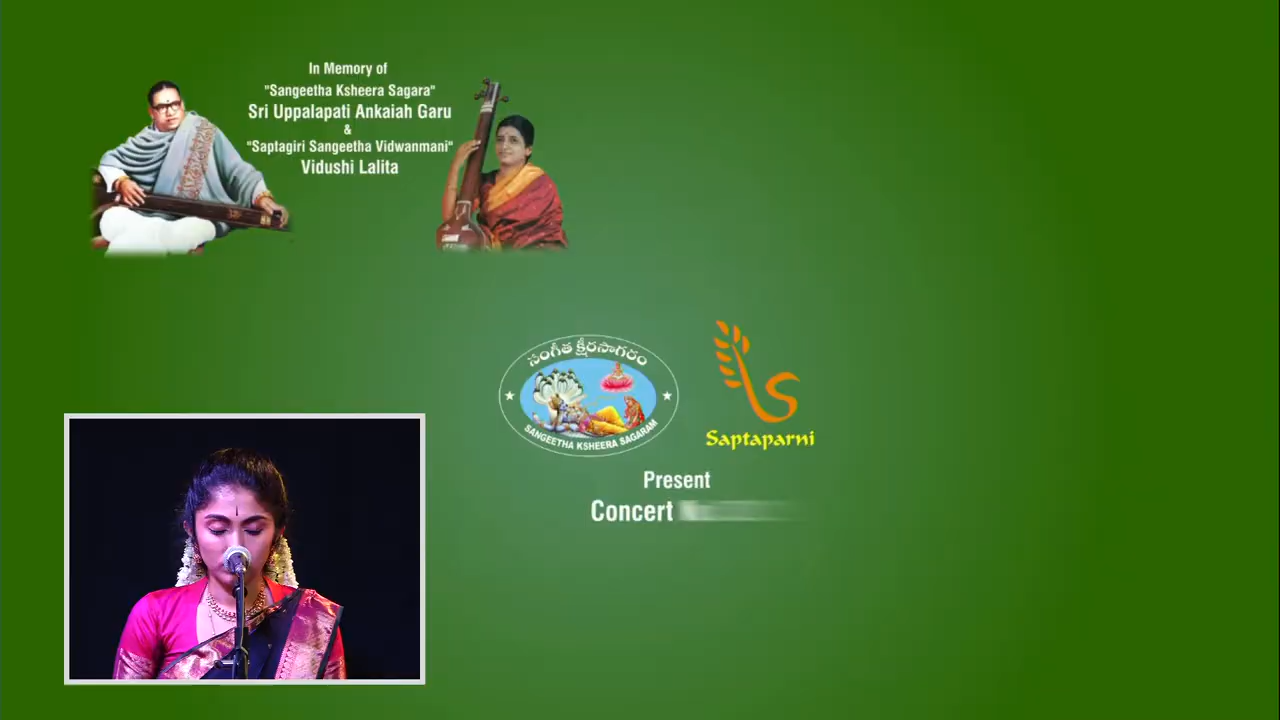 In Memory of
"Sangeetha Ksheera Sagara"
Sri Uppalapati Ankaiah Garu
&
"Saptagiri Sangeetha Vidwanmani"
Vidushi Lalita
సంగీత క్షీరసాగరం
SANGEETHA KSHEERA SAGARAM
Saptaparni
Present
Concert